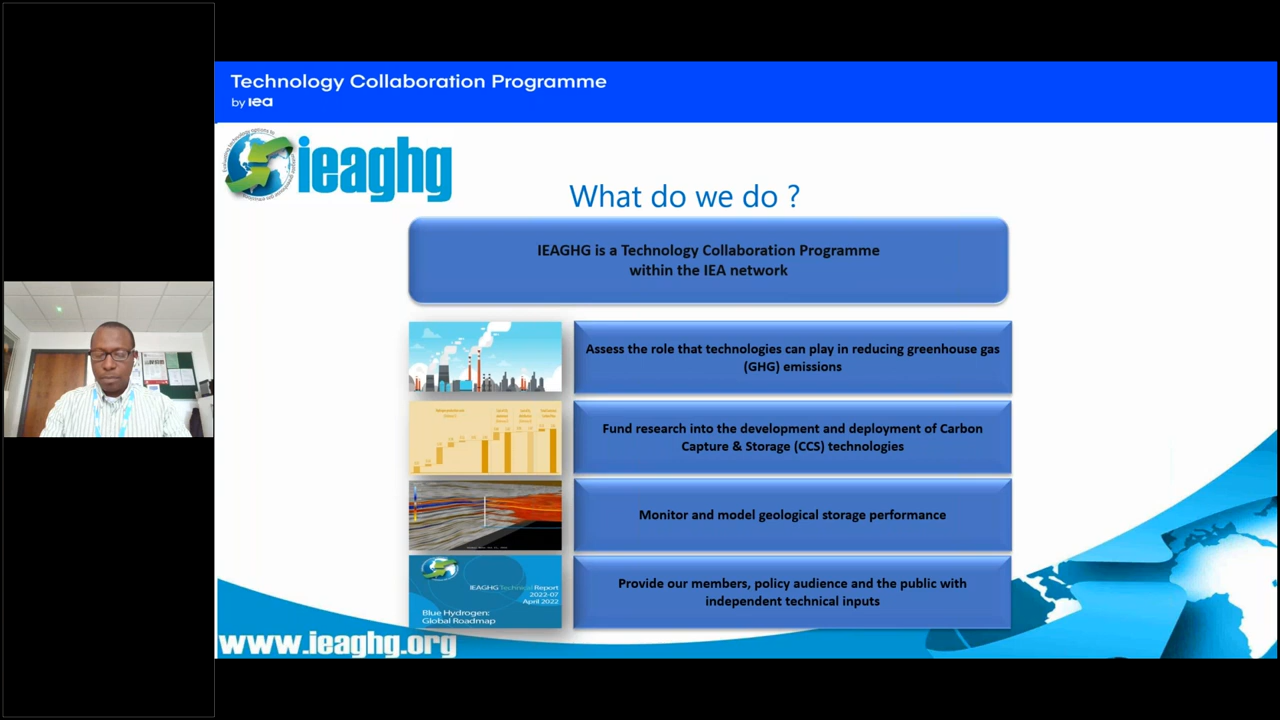 Technology Collaboration Programme
by iea
ieaghg
What do we do ?
IEAGHG is a Technology Collaboration Programme
within the IEA network
Assess the role that technologies can play in reducing greenhouse gas
(GHG) emissions
Fund research into the development and deployment of Carbon
Capture & Storage (CCS) technologies
Monitor and model geological storage performance
IEAGHG Technical Report
2022-07
April 2022
Blue Hydrogen:
Global Roadmap
Provide our members, policy audience and the public with
independent technical inputs
www.ieaghg.org